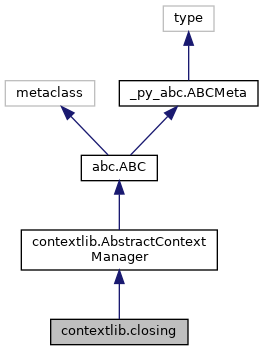 type
metaclass
_py_abc.ABCMeta
abc.ABC
contextlib.AbstractContext
Manager
contextlib.closing